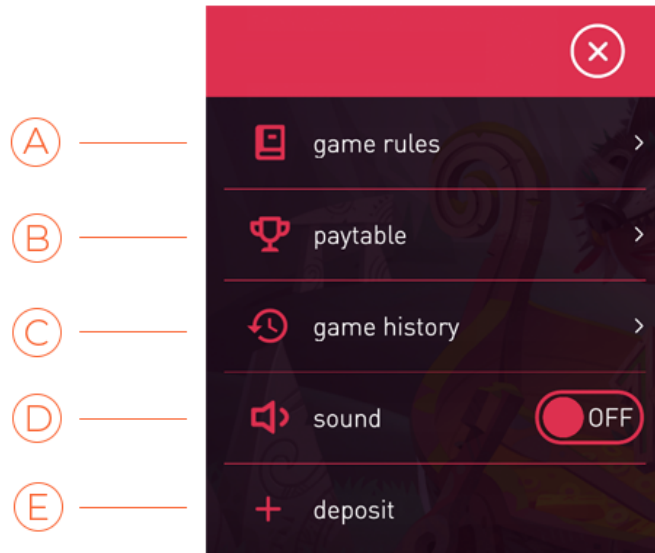 A game rules
B paytable
C game history
D sound OFF
E deposit